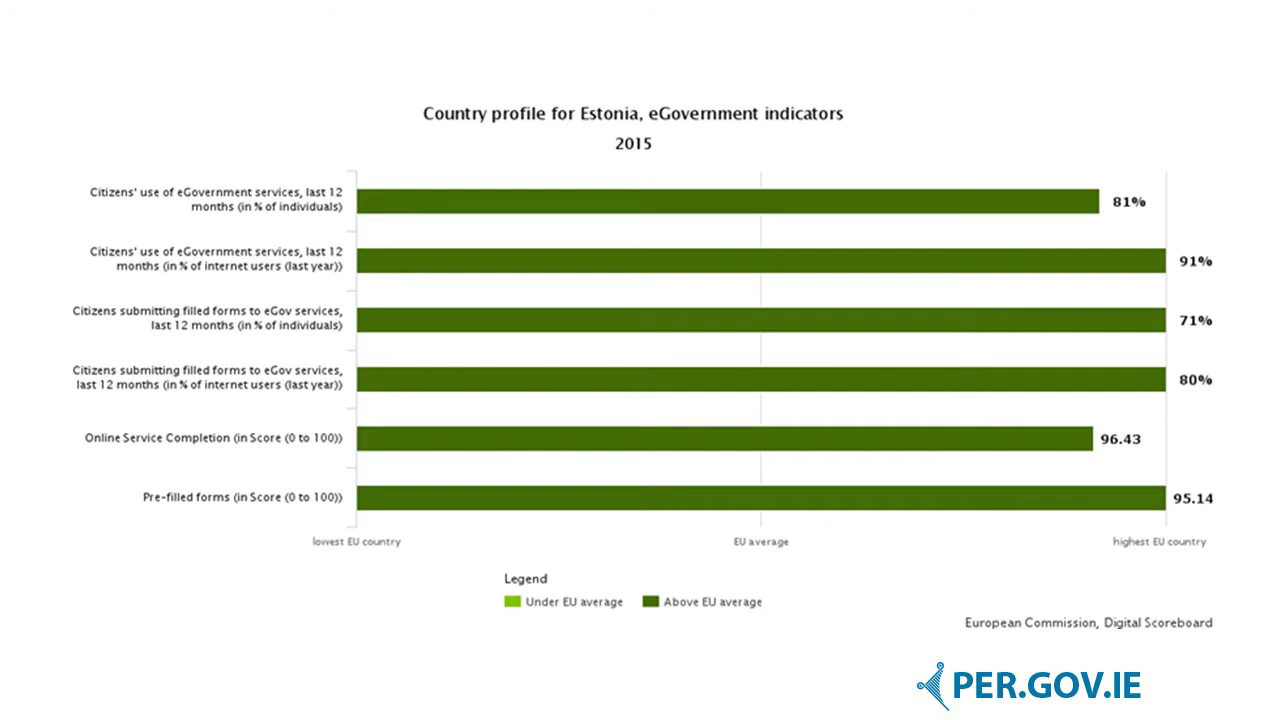 Country profile for Estonia, eGovernment indicators
2015
Citizens' use of eGovernment services, last 12
months (in % of individuals)
81%
Citizens' use of eGovernment services, last 12
months (in % of internet users (last year))
91%
Citizens submitting filled forms to eGov services,
last 12 months (in % of individuals)
71%
Citizens submitting filled forms to eGov services,
last 12 months (in % of internet users (last year))
80%
Online Service Completion (in Score (0 to 100))
96.43
Pre-filled forms (in Score (0 to 100))
95.14
lowest EU country
EU average
highest EU country
Legend
Under EU average
Above EU average
European Commission, Digital Scoreboard
PER.GOV.IE